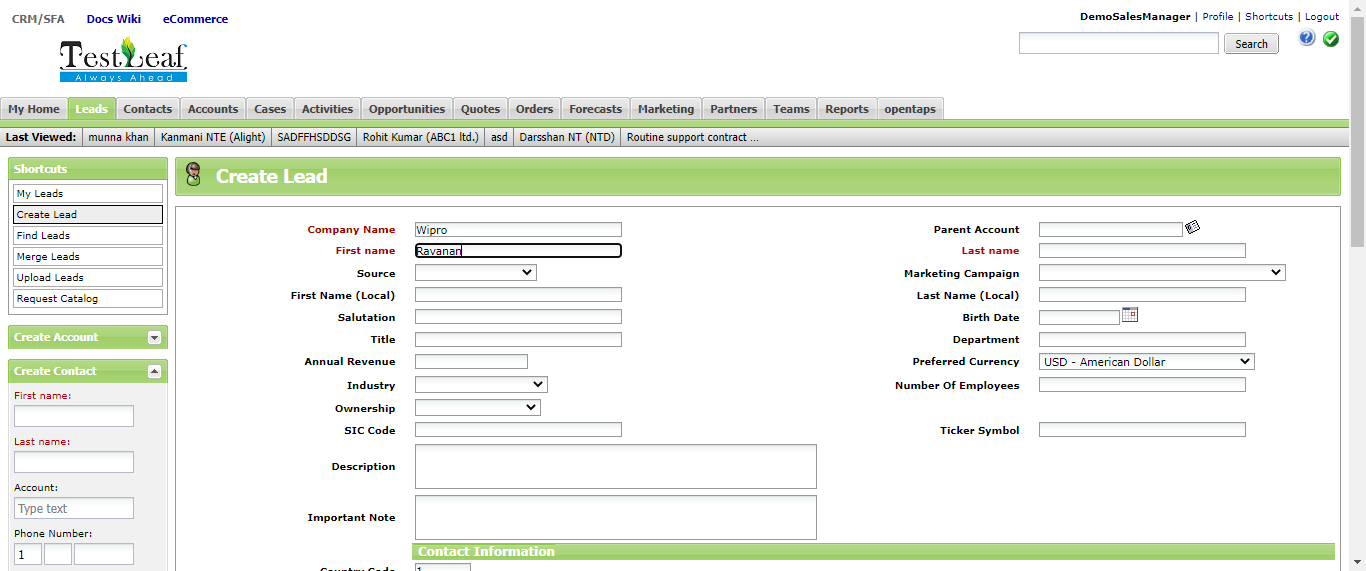 CRM/SFA Docs Wiki eCommerce
DemoSalesManager | Profile | Shortcuts | Logout
TestLeaf
Always Ahead
Search
My Home Leads Contacts Accounts Cases Activities Opportunities Quotes Orders Forecasts Marketing Partners Teams Reports opentaps
Last Viewed: munna khan Kanmani NTE (Alight) SADFFHSDDSG Rohit Kumar (ABC1 ltd.) asd Darsshan NT (NTD) Routine support contract ...
Shortcuts
My Leads
Create Lead
Find Leads
Merge Leads
Upload Leads
Request Catalog
Create Account
Create Contact
First name:
Last name:
Account:
Type text
Phone Number:
1
Create Lead
Company Name Wipro Parent Account
First name Ravanan Last name
Source Marketing Campaign
First Name (Local) Last Name (Local)
Salutation Birth Date
Title Department
Annual Revenue Preferred Currency USD - American Dollar
Industry Number Of Employees
Ownership
SIC Code Ticker Symbol
Description
Important Note
Contact Information
Country Code 1